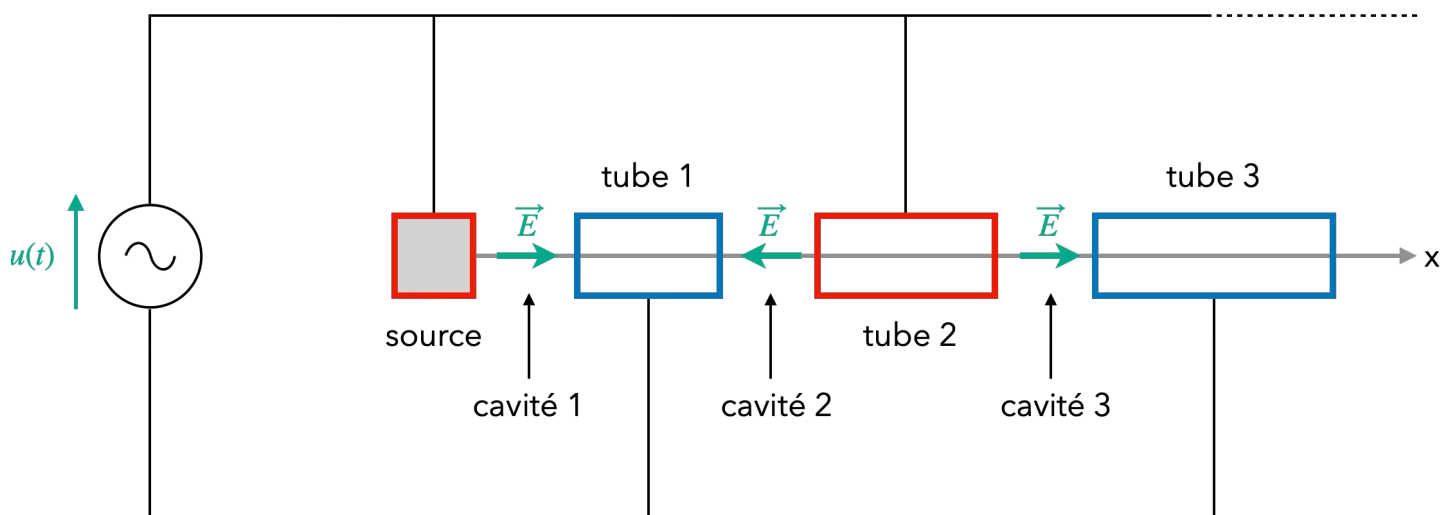 tube 1
tube 3
E
E
E
u(t)
x
source
tube 2
cavité 1
cavité 2
cavité 3